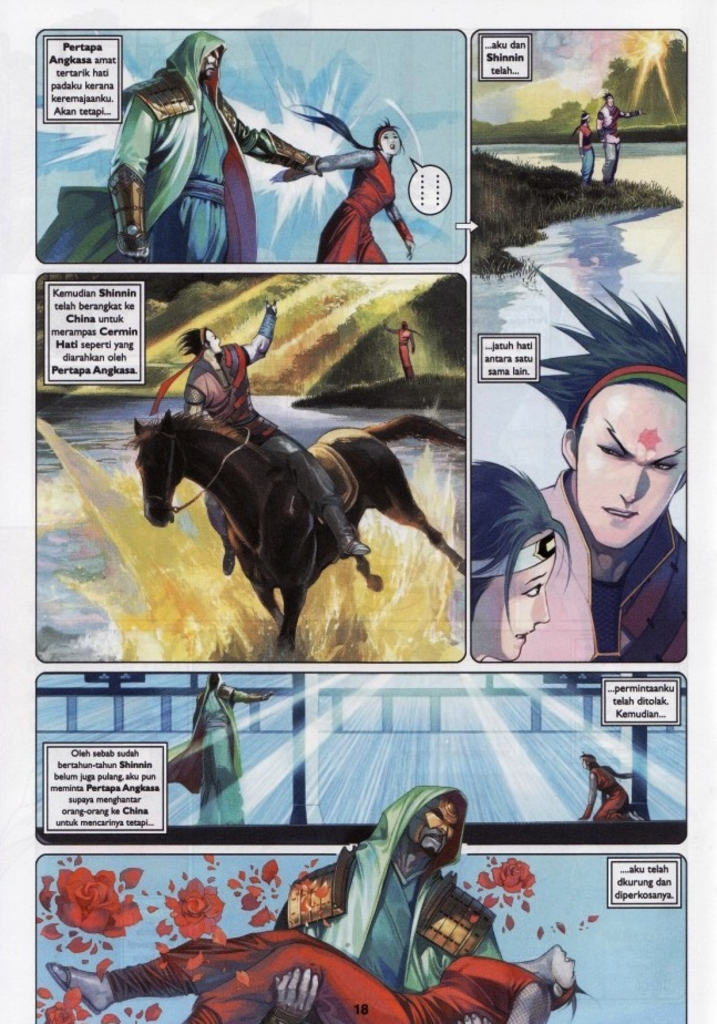 Pertapa
Angkasa amat
tertarik hati
padaku kerana
keremajaanku.
Akan tetapi...
...aku dan
Shinnin
telah...
...jatuh hati
antara satu
sama lain.
Kemudian Shinnin
telah berangkat ke
China untuk
merampas Cermin
Hati seperti yang
diarahkan oleh
Pertapa Angkasa.
Oleh sebab sudah
bertahun-tahun Shinnin
belum juga pulang, aku pun
meminta Pertapa Angkasa
supaya menghantar
orang-orang ke China
untuk mencarinya tetapi...
...permintaanku
telah ditolak.
Kemudian...
....aku telah
dkurung dan
diperkosanya.
18